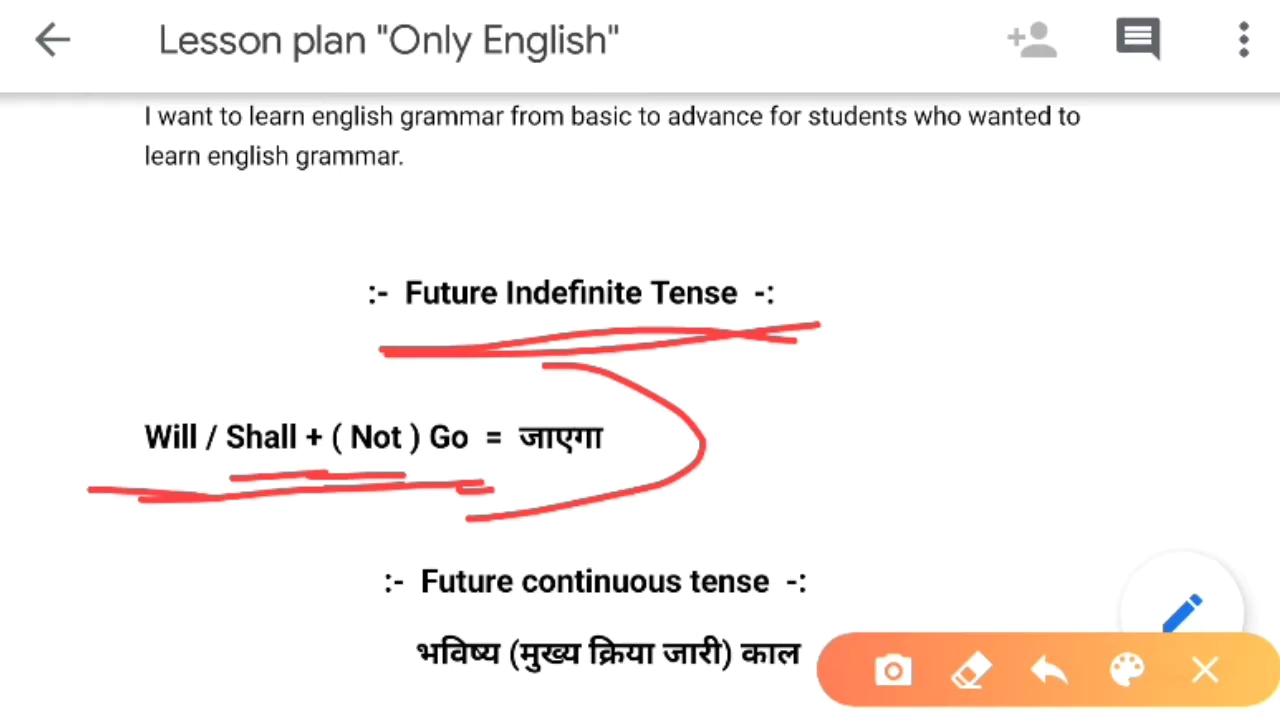 Lesson plan "Only English"
I want to learn english grammar from basic to advance for students who wanted to
learn english grammar.
:- Future Indefinite Tense -:
Will / Shall + ( Not ) Go = जाएगा
:- Future continuous tense -:
भविष्य (मुख्य क्रिया जारी) काल